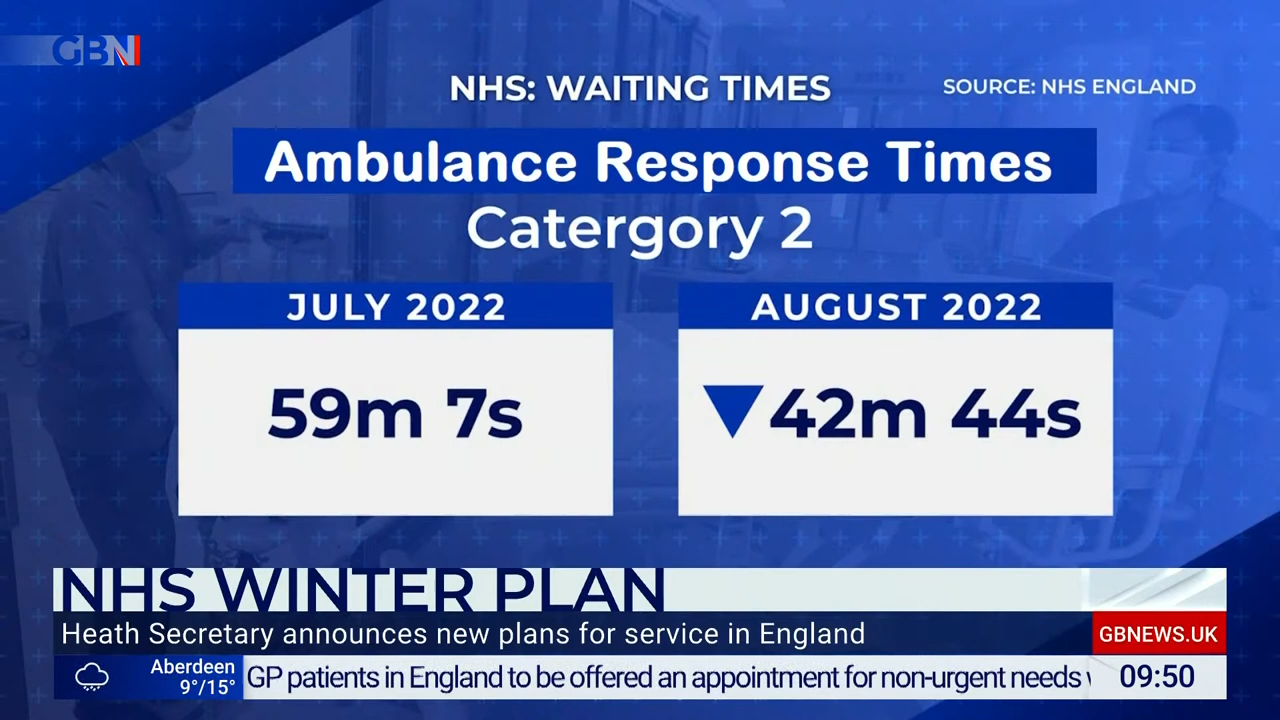 GBN
NHS: WAITING TIMES
SOURCE: NHS ENGLAND
Ambulance Response Times
Catergory 2
JULY 2022
AUGUST 2022
59m 7s
42m 44s
NHS WINTER PLAN
Heath Secretary announces new plans for service in England
GBNEWS.UK
Aberdeen
9°/15°
GP patients in England to be offered an appointment for non-urgent needs
09:50